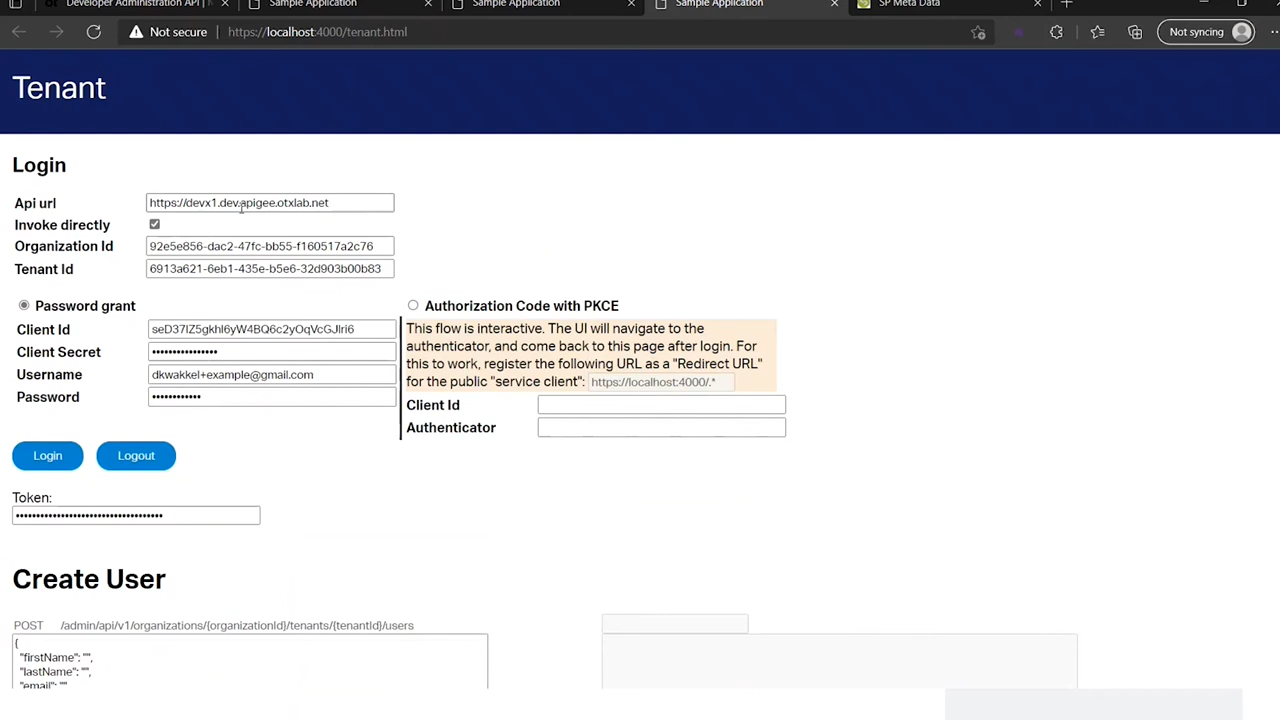 Developer Administration API |
Sample Application
Sample Application
Sample Application
SP Meta Data
Not secure
https://localhost:4000/tenant.html
Not syncing
Tenant
Login
Api url
https://devx1.dev.apigee.otxlab.net
Invoke directly
Organization Id
92e5e856-dac2-47fc-bb55-f160517a2c76
Tenant Id
6913a621-6eb1-435e-b5e6-32d903b00b83
Password grant
Client Id
seD37IZ5gkhl6yW4BQ6c2yOqVcGJIri6
Client Secret
••••••••••••••••
Username
dkwakkel+example@gmail.com
Password
••••••••••••
Authorization Code with PKCE
This flow is interactive. The UI will navigate to the
authenticator, and come back to this page after login. For
this to work, register the following URL as a "Redirect URL"
for the public "service client": https://localhost:4000/.*
Client Id
Authenticator
Login
Logout
Token:
••••••••••••••••••••••••••••••••••••
Create User
POST /admin/api/v1/organizations/{organizationId}/tenants/{tenantId}/users
{
"firstName": "",
"lastName": "",
"email": ""